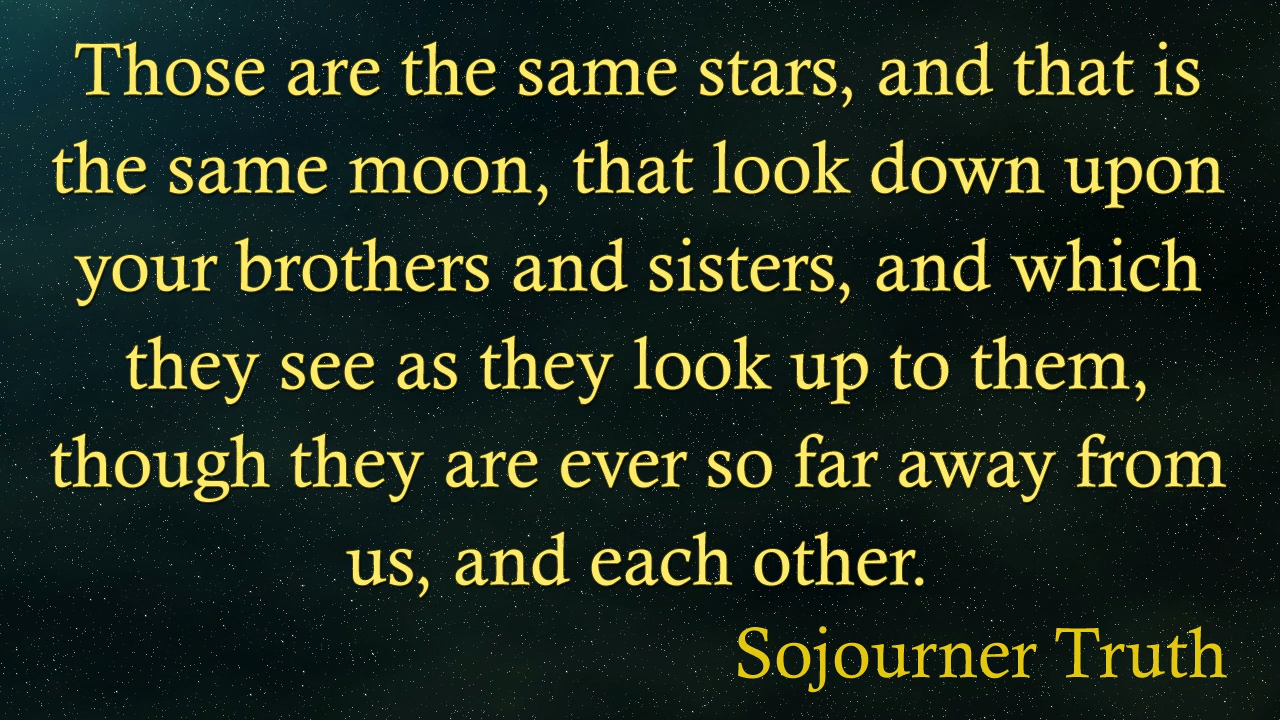 Those are the same stars, and that is
the same moon, that look down upon
your brothers and sisters, and which
they see as they look up to them,
though they are ever so far away from
us, and each other.
Sojourner Truth